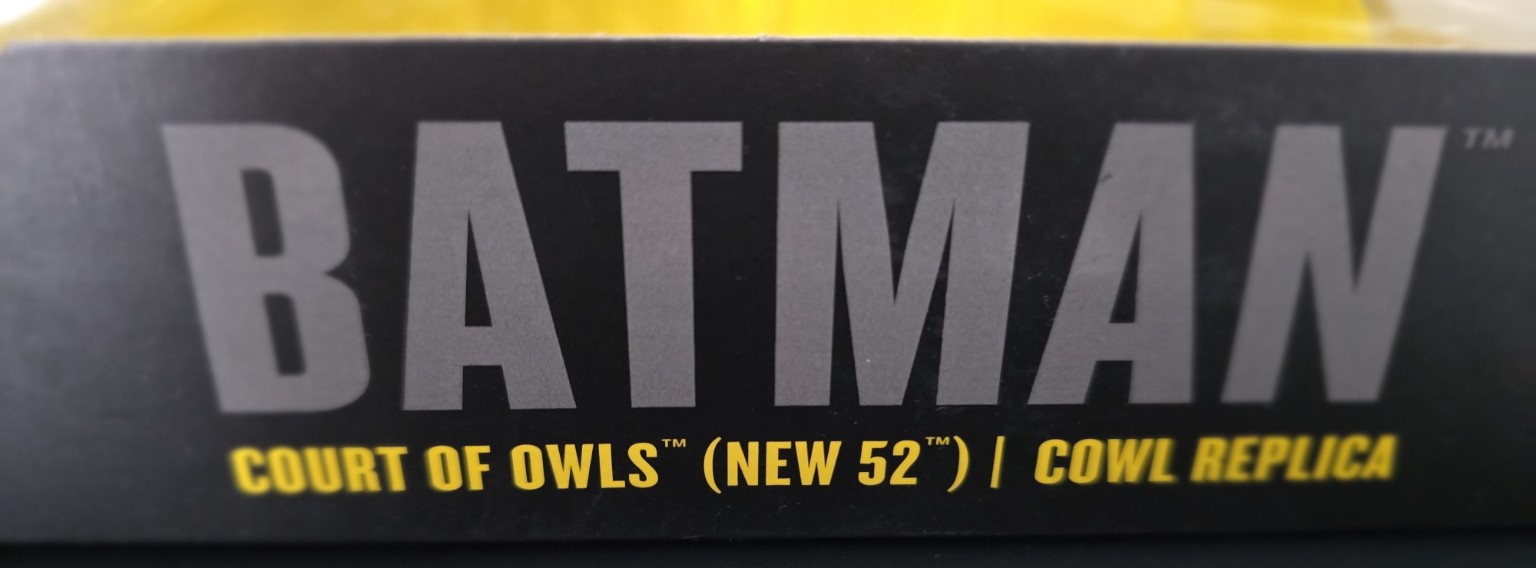 BATMAN™
COURT OF OWLS™ (NEW 52™) | COWL REPLICA